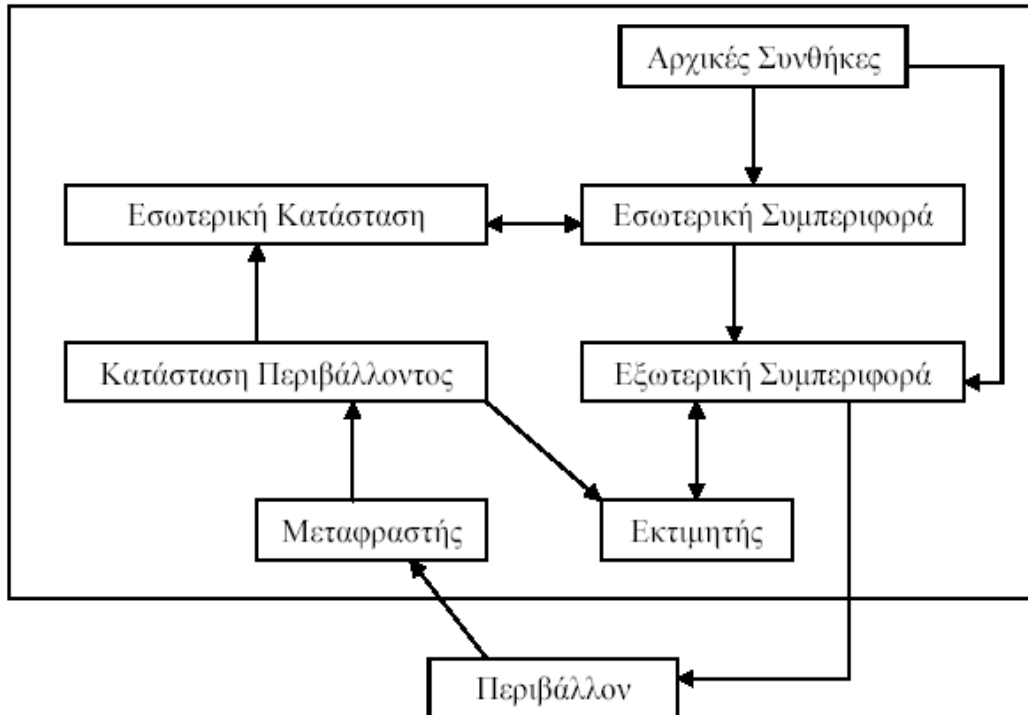 Αρχικές Συνθήκες
Εσωτερική Κατάσταση
Εσωτερική Συμπεριφορά
Κατάσταση Περιβάλλοντος
Εξωτερική Συμπεριφορά
Μεταφραστής
Εκτιμητής
Περιβάλλον